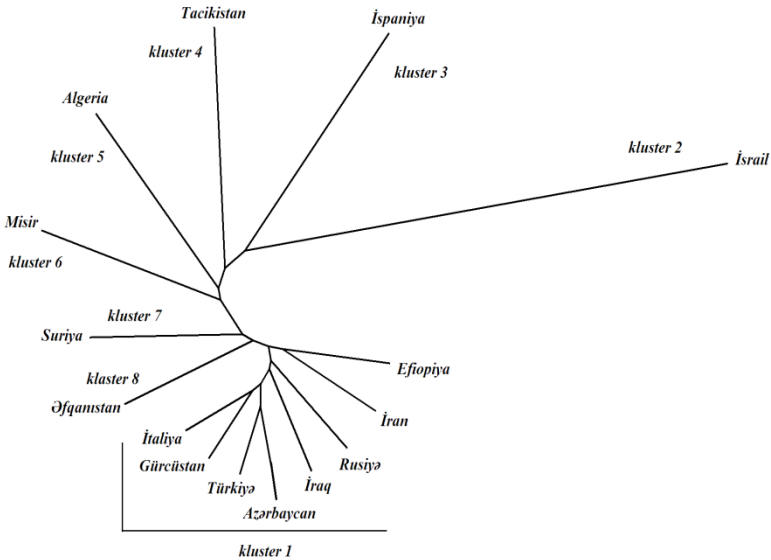 Tacikistan
İspaniya
kluster 4
kluster 3
Algeria
kluster 2
İsrail
kluster 5
Misir
kluster 6
kluster 7
Suriya
Efiopiya
klaster 8
Əfqanıstan
İran
İtaliya
Gürcüstan
Rusiyə
İraq
Türkiyə
Azərbaycan
kluster 1